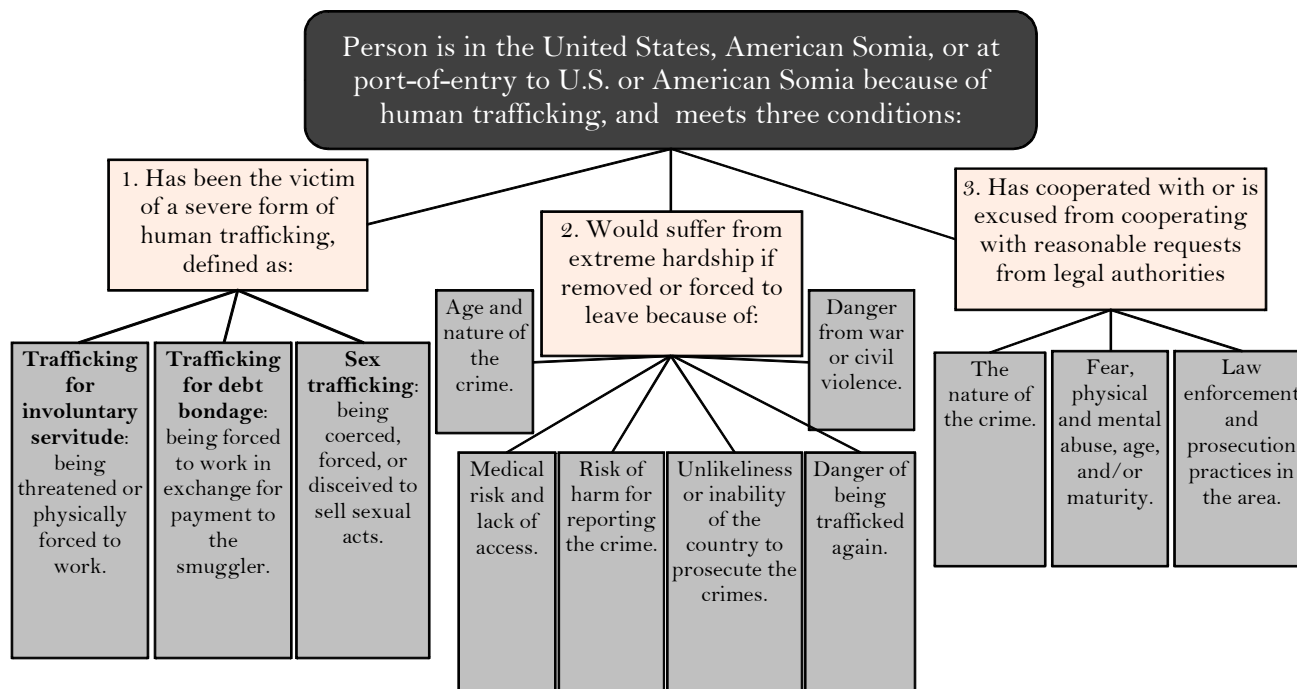 Person is in the United States, American Somia, or at
port-of-entry to U.S. or American Somia because of
human trafficking, and meets three conditions:
1. Has been the victim
of a severe form of
human trafficking,
defined as:
Trafficking
for
involuntary
servitude:
being
threatened or
physically
forced to
work.
Trafficking
for debt
bondage:
being forced
to work in
exchange for
payment to
the
smuggler.
Sex
trafficking:
being
coerced,
forced, or
disceived to
sell sexual
acts.
2. Would suffer from
extreme hardship if
removed or forced to
leave because of:
Age and
nature of
the
crime.
Medical
risk and
lack of
access.
Risk of
harm for
reporting
the crime.
Unlikeliness
or inability
of the
country to
prosecute the
crimes.
Danger of
being
trafficked
again.
Danger
from war
or civil
violence.
3. Has cooperated with or is
excused from cooperating
with reasonable requests
from legal authorities
The
nature of
the crime.
Fear,
physical
and mental
abuse, age,
and/or
maturity.
Law
enforcement
and
prosecution
practices in
the area.